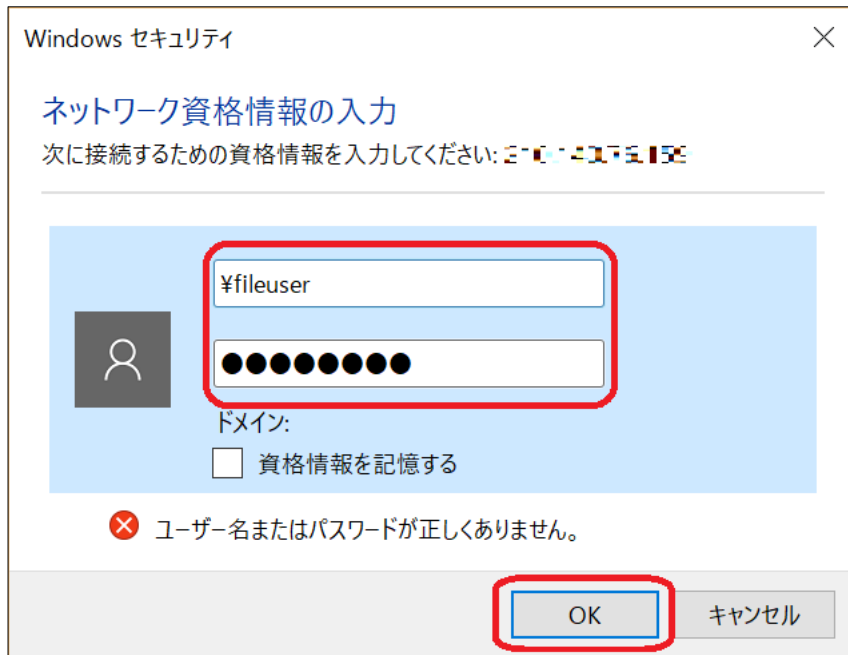 Windows セキュリティ
ネットワーク資格情報の入力
次に接続するための資格情報を入力してください:
¥fileuser
●●●●●●●●
ドメイン:
資格情報を記憶する
ユーザー名またはパスワードが正しくありません。
OK
キャンセル